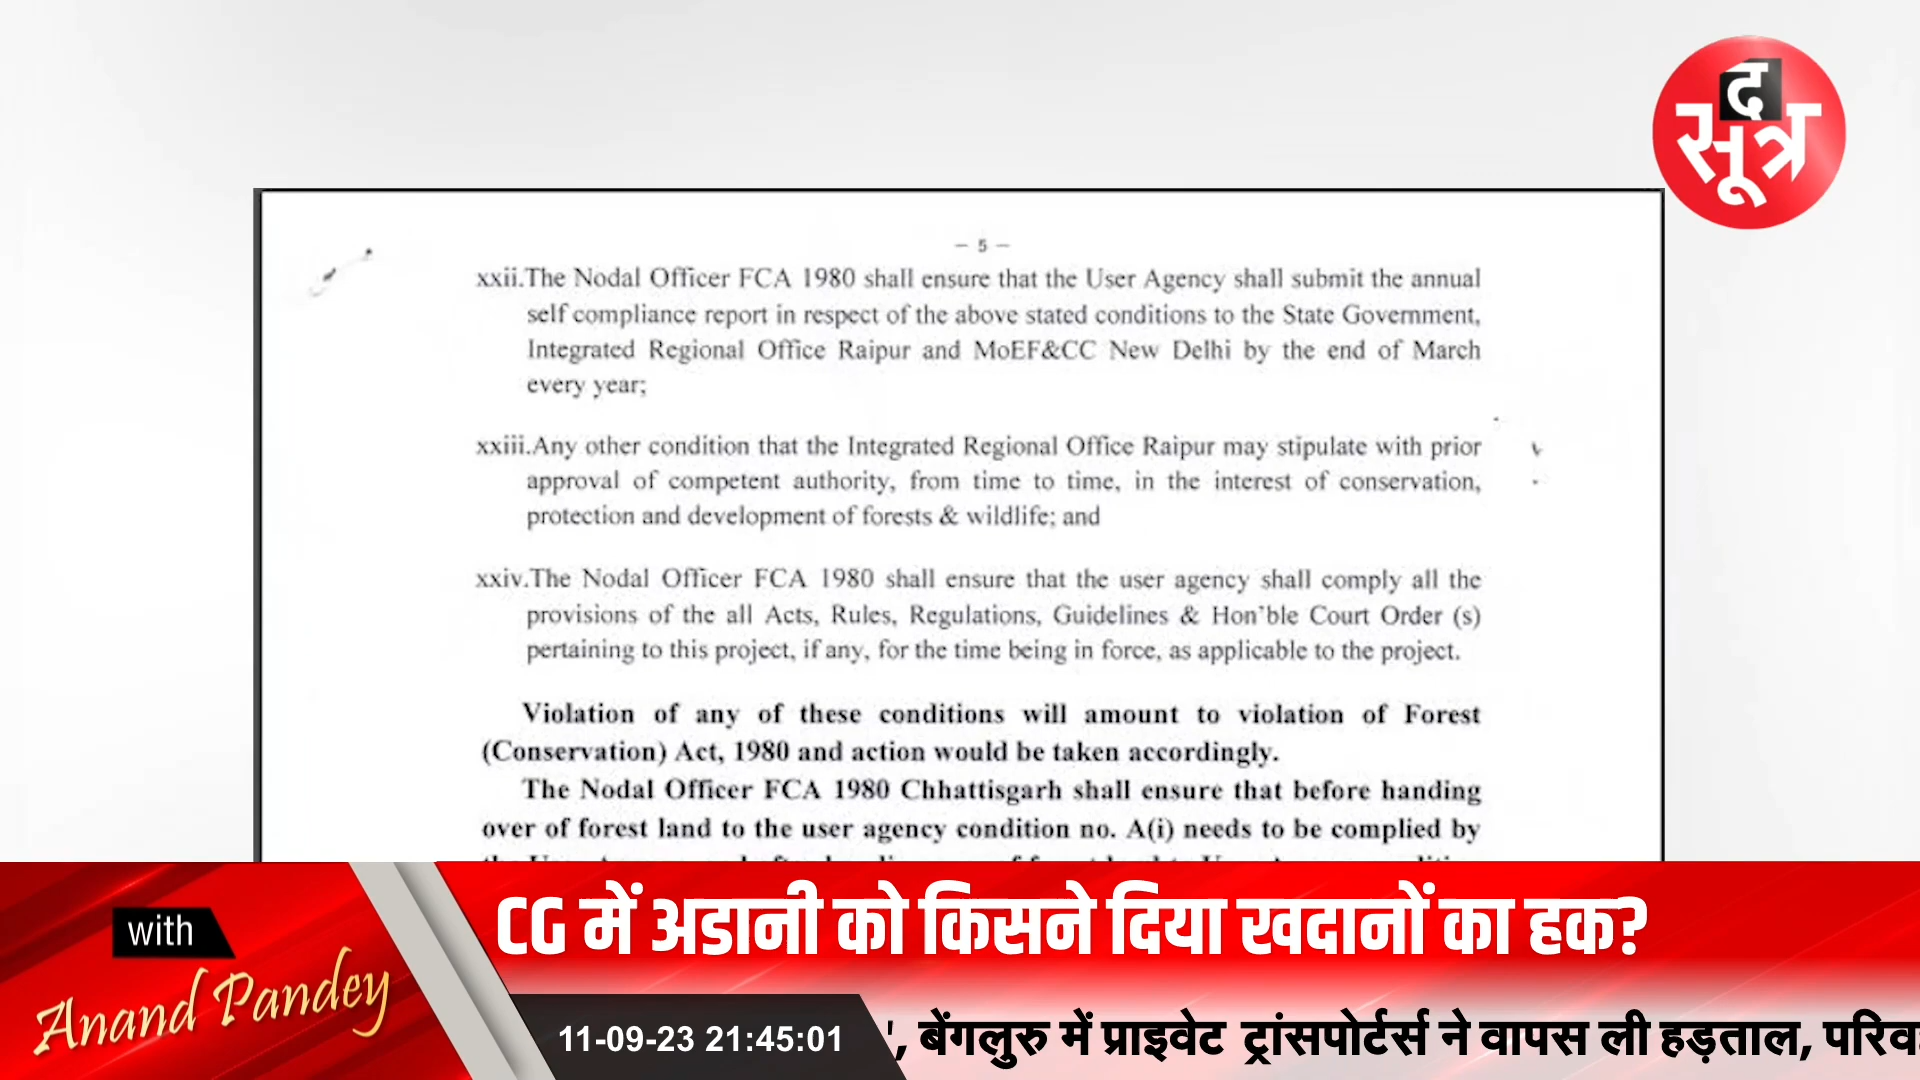 द
सूत्र
– 5 –
xxii.The Nodal Officer FCA 1980 shall ensure that the User Agency shall submit the annual
self compliance report in respect of the above stated conditions to the State Government,
Integrated Regional Office Raipur and MoEF&CC New Delhi by the end of March
every year;
xxiii.Any other condition that the Integrated Regional Office Raipur may stipulate with prior
approval of competent authority, from time to time, in the interest of conservation,
protection and development of forests & wildlife; and
xxiv.The Nodal Officer FCA 1980 shall ensure that the user agency shall comply all the
provisions of the all Acts, Rules, Regulations, Guidelines & Hon'ble Court Order (s)
pertaining to this project, if any, for the time being in force, as applicable to the project.
Violation of any of these conditions will amount to violation of Forest
(Conservation) Act, 1980 and action would be taken accordingly.
The Nodal Officer FCA 1980 Chhattisgarh shall ensure that before handing
over of forest land to the user agency condition no. A(i) needs to be complied by
with
Anand Pandey
CG में अडानी को किसने दिया खदानों का हक?
11-09-23 21:45:01
', बेंगलुरु में प्राइवेट ट्रांसपोर्टर्स ने वापस ली हड़ताल,